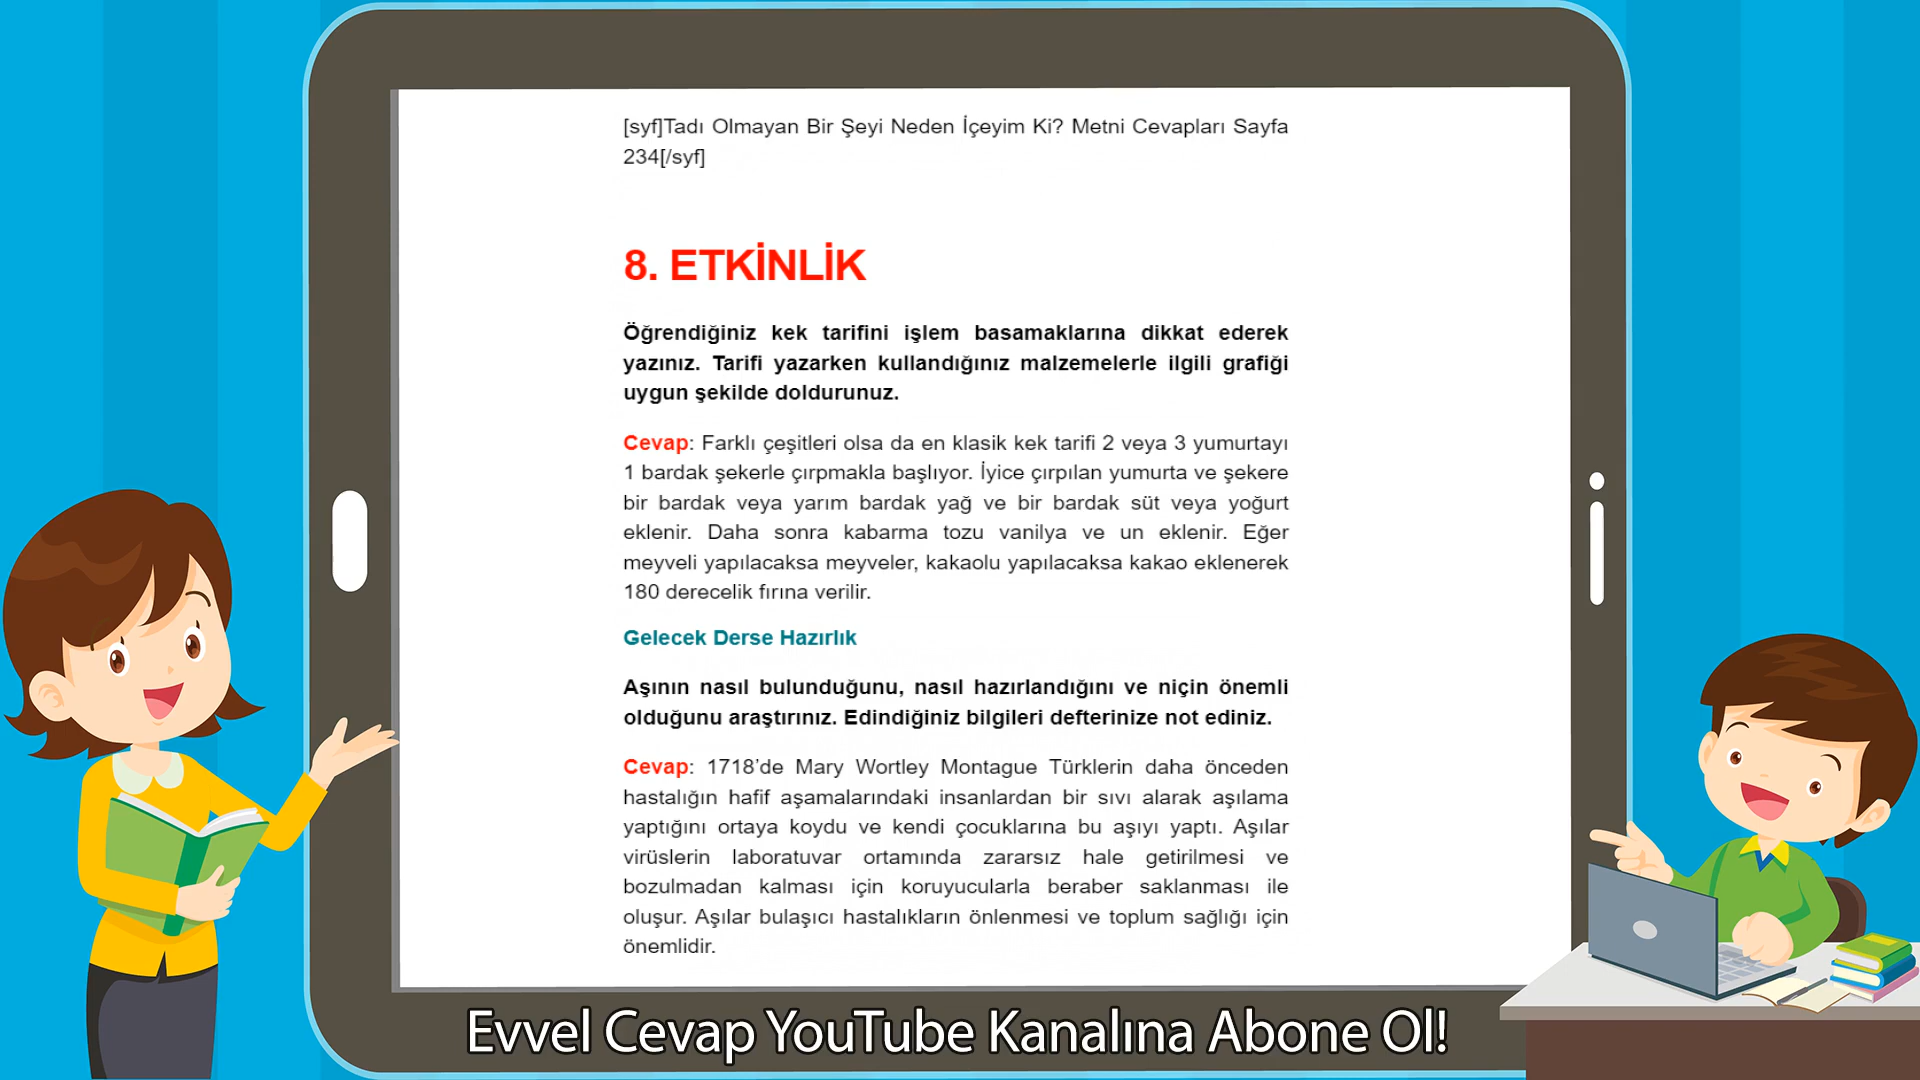 [syf]Tadı Olmayan Bir Şeyi Neden İçeyim Ki? Metni Cevapları Sayfa
234[/syf]
8. ETKİNLİK
Öğrendiğiniz kek tarifini işlem basamaklarına dikkat ederek
yazınız. Tarifi yazarken kullandığınız malzemelerle ilgili grafiği
uygun şekilde doldurunuz.
Cevap: Farklı çeşitleri olsa da en klasik kek tarifi 2 veya 3 yumurtayı
1 bardak şekerle çırpmakla başlıyor. İyice çırpılan yumurta ve şekere
bir bardak veya yarım bardak yağ ve bir bardak süt veya yoğurt
eklenir. Daha sonra kabarma tozu vanilya ve un eklenir. Eğer
meyveli yapılacaksa meyveler, kakaolu yapılacaksa kakao eklenerek
180 derecelik fırına verilir.
Gelecek Derse Hazırlık
Aşının nasıl bulunduğunu, nasıl hazırlandığını ve niçin önemli
olduğunu araştırınız. Edindiğiniz bilgileri defterinize not ediniz.
Cevap: 1718’de Mary Wortley Montague Türklerin daha önceden
hastalığın hafif aşamalarındaki insanlardan bir sıvı alarak aşılama
yaptığını ortaya koydu ve kendi çocuklarına bu aşıyı yaptı. Aşılar
virüslerin laboratuvar ortamında zararsız hale getirilmesi ve
bozulmadan kalması için koruyucularla beraber saklanması ile
oluşur. Aşılar bulaşıcı hastalıkların önlenmesi ve toplum sağlığı için
önemlidir.
Evvel Cevap YouTube Kanalına Abone Ol!